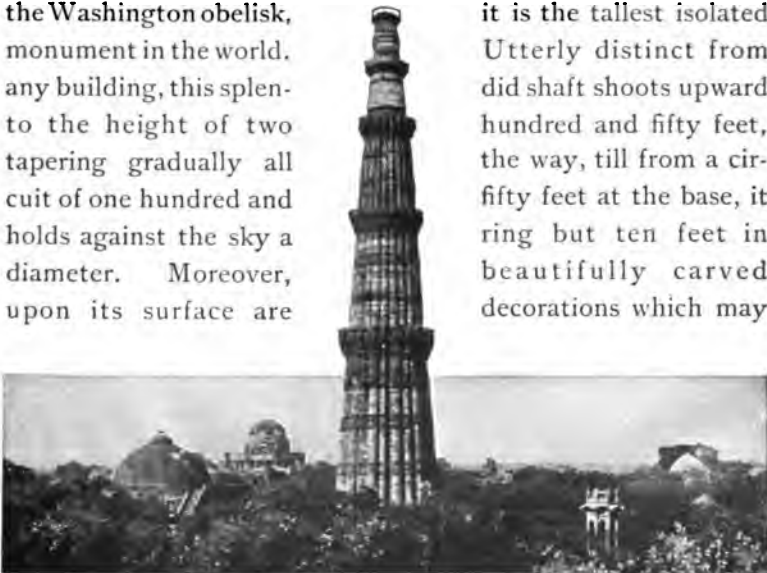 the Washington obelisk, it is the tallest isolated
monument in the world. Utterly distinct from
any building, this splen- did shaft shoots upward
to the height of two hundred and fifty feet,
tapering gradually all the way, till from a cir-
cuit of one hundred and fifty feet at the base, it
holds against the sky a ring but ten feet in
diameter. Moreover, beautifully carved
upon its surface are decorations which may